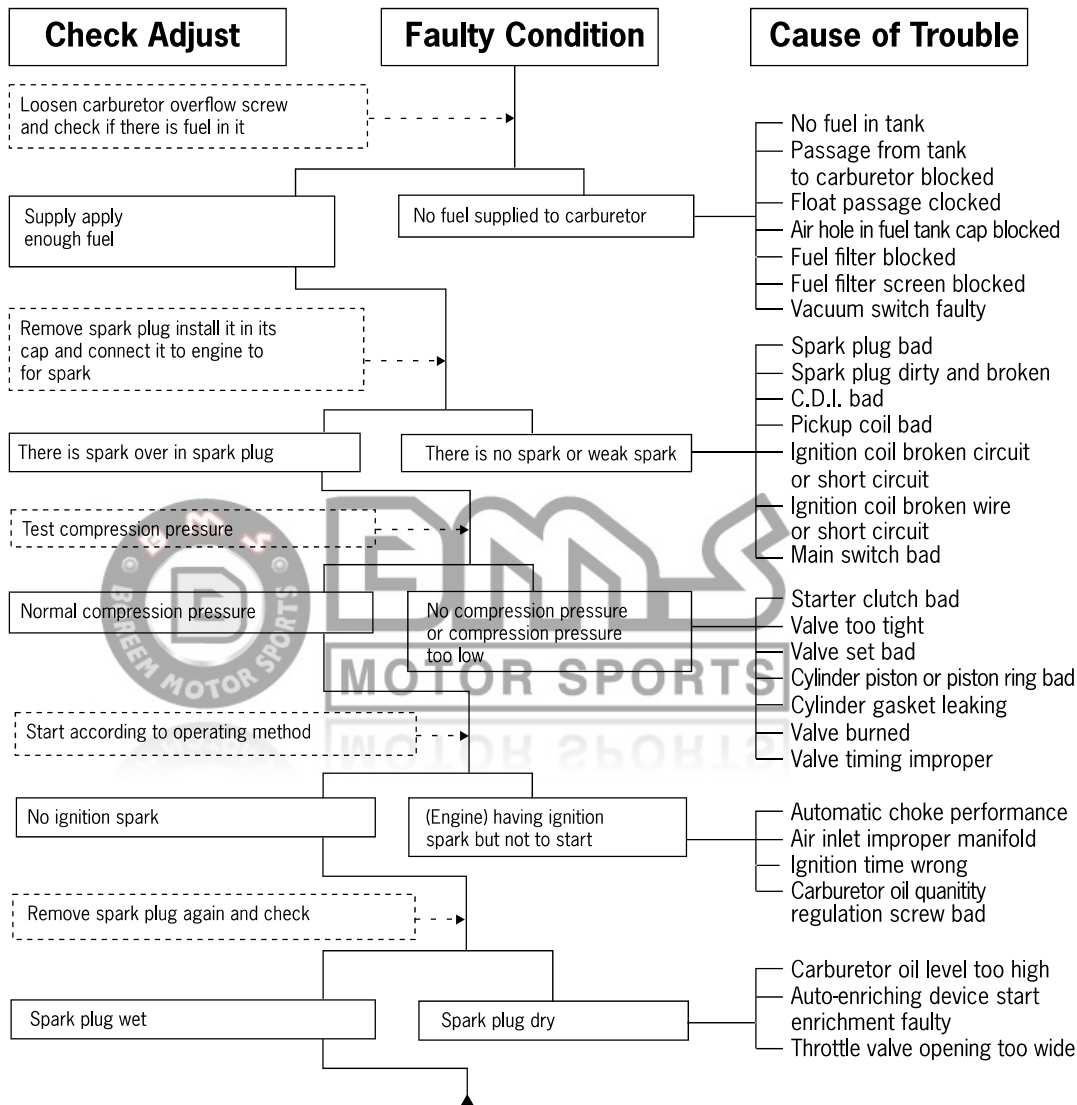 Check Adjust
Faulty Condition
Cause of Trouble
Loosen carburetor overflow screw
and check if there is fuel in it
Supply apply
enough fuel
No fuel supplied to carburetor
No fuel in tank
Passage from tank
to carburetor blocked
Float passage clocked
Air hole in fuel tank cap blocked
Fuel filter blocked
Fuel filter screen blocked
Vacuum switch faulty
Remove spark plug install it in its
cap and connect it to engine to
for spark
There is spark over in spark plug
There is no spark or weak spark
Spark plug bad
Spark plug dirty and broken
C.D.I. bad
Pickup coil bad
Ignition coil broken circuit
or short circuit
Ignition coil broken wire
or short circuit
Main switch bad
Test compression pressure
Normal compression pressure
No compression pressure
or compression pressure
too low
Starter clutch bad
Valve too tight
Valve set bad
Cylinder piston or piston ring bad
Cylinder gasket leaking
Valve burned
Valve timing improper
Start according to operating method
No ignition spark
(Engine) having ignition
spark but not to start
Automatic choke performance
Air inlet improper manifold
Ignition time wrong
Carburetor oil quanitity
regulation screw bad
Remove spark plug again and check
Spark plug wet
Spark plug dry
Carburetor oil level too high
Auto-enriching device start
enrichment faulty
Throttle valve opening too wide
BMS
BEREEM MOTOR SPORTS
BMS
MOTOR SPORTS